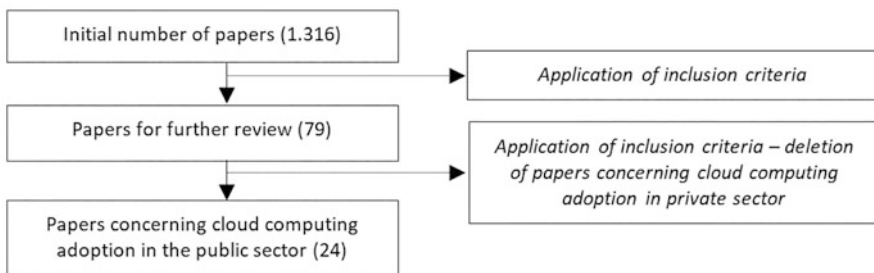 Initial number of papers (1.316)
Application of inclusion criteria
Papers for further review (79)
Application of inclusion criteria – deletion
of papers concerning cloud computing
adoption in private sector
Papers concerning cloud computing
adoption in the public sector (24)